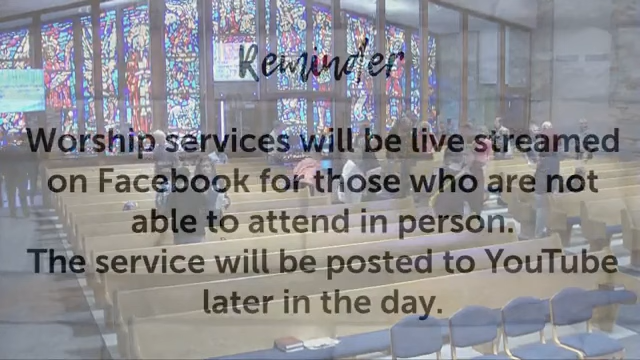 Reminder
Worship services will be live streamed
on Facebook for those who are not
able to attend in person.
The service will be posted to YouTube
later in the day.